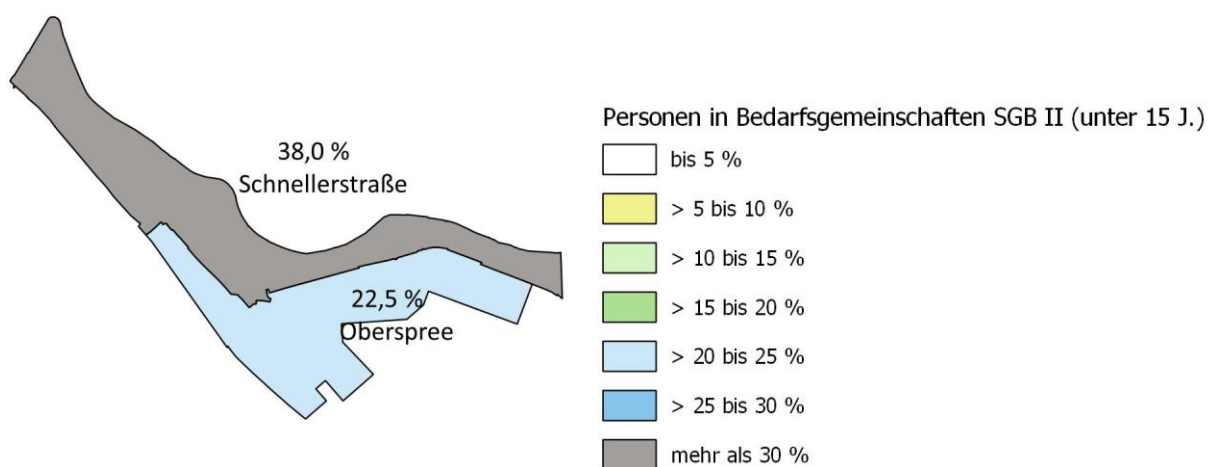 38,0 %
Schnellerstraße
22,5 %
Oberspree
Personen in Bedarfsgemeinschaften SGB II (unter 15 J.)
bis 5 %
> 5 bis 10 %
> 10 bis 15 %
> 15 bis 20 %
> 20 bis 25 %
> 25 bis 30 %
mehr als 30 %